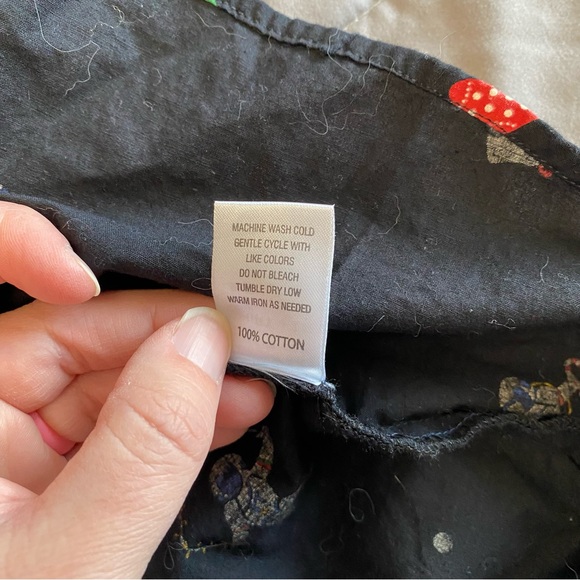 MACHINE WASH COLD
GENTLE CYCLE WITH
LIKE COLORS
DO NOT BLEACH
TUMBLE DRY LOW
WARM IRON AS NEEDED
100% COTTON